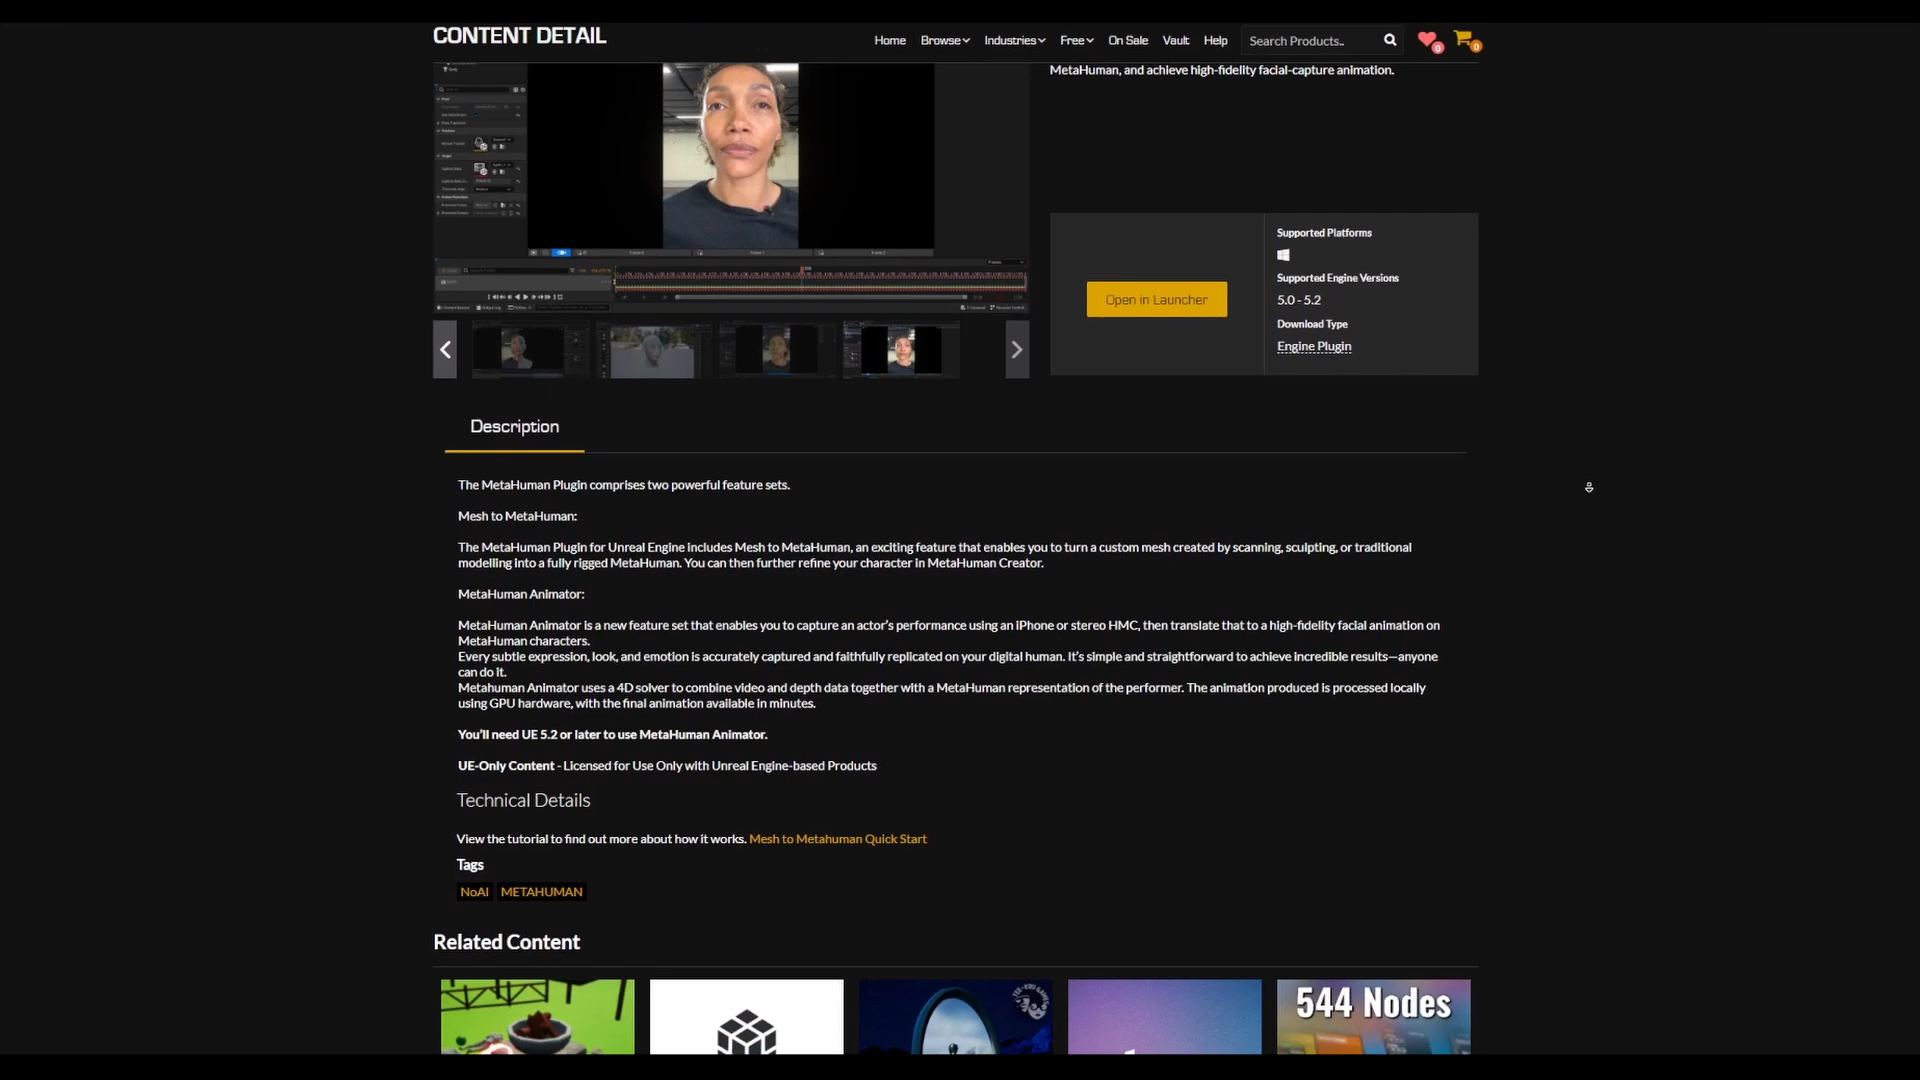 CONTENT DETAIL
Home Browse Industries Free On Sale Vault Help Search Products.. 0 0
MetaHuman, and achieve high-fidelity facial-capture animation.
Supported Platforms
Supported Engine Versions
5.0 - 5.2
Open in Launcher
Download Type
Engine Plugin
Description
The MetaHuman Plugin comprises two powerful feature sets.
Mesh to MetaHuman:
The MetaHuman Plugin for Unreal Engine includes Mesh to MetaHuman, an exciting feature that enables you to turn a custom mesh created by scanning, sculpting, or traditional
modelling into a fully rigged MetaHuman. You can then further refine your character in MetaHuman Creator.
MetaHuman Animator:
MetaHuman Animator is a new feature set that enables you to capture an actor’s performance using an iPhone or stereo HMC, then translate that to a high-fidelity facial animation on
MetaHuman characters.
Every subtle expression, look, and emotion is accurately captured and faithfully replicated on your digital human. It’s simple and straightforward to achieve incredible results—anyone
can do it.
Metahuman Animator uses a 4D solver to combine video and depth data together with a MetaHuman representation of the performer. The animation produced is processed locally
using GPU hardware, with the final animation available in minutes.
You’ll need UE 5.2 or later to use MetaHuman Animator.
UE-Only Content - Licensed for Use Only with Unreal Engine-based Products
Technical Details
View the tutorial to find out more about how it works. Mesh to Metahuman Quick Start
Tags
NoAI METAHUMAN
Related Content
544 Nodes